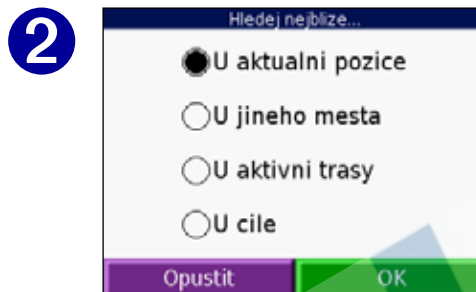 2
Hledej nejblize...
U aktualni pozice
U jineho mesta
U aktivni trasy
U cile
Opustit OK